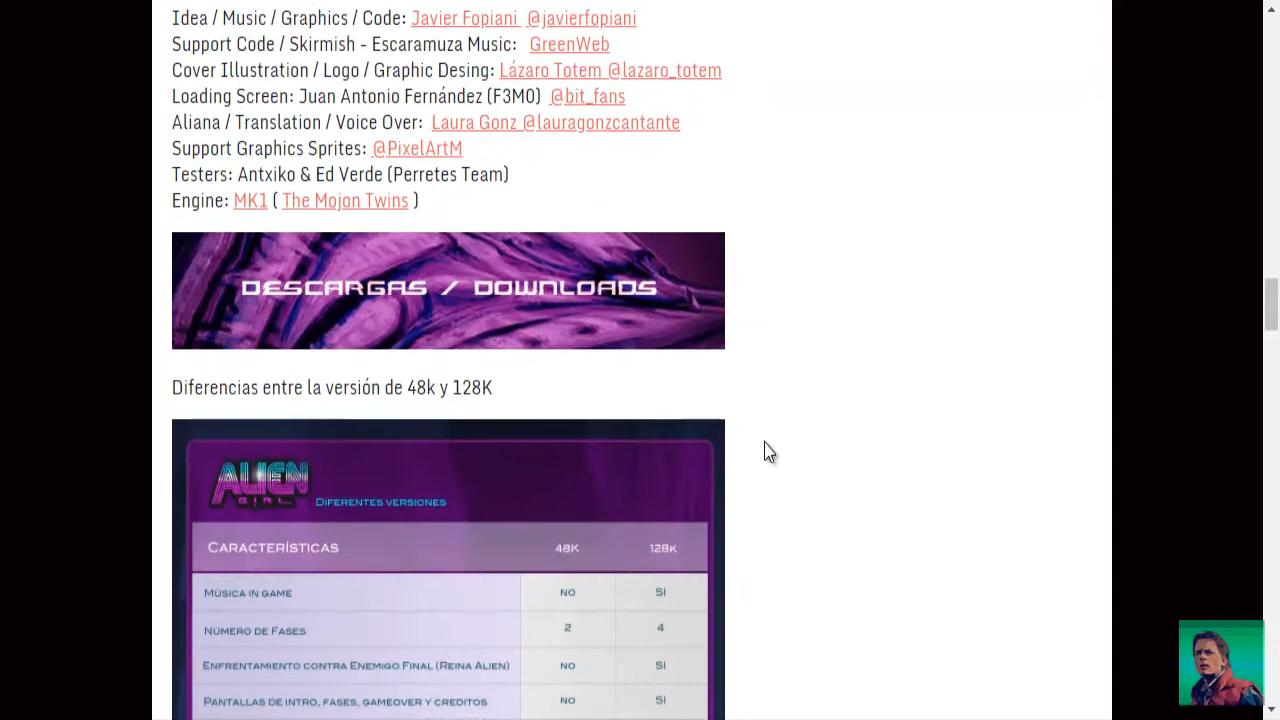 Idea / Music / Graphics / Code: Javier Fopiani @javierfopiani
Support Code / Skirmish - Escaramuza Music: GreenWeb
Cover Illustration / Logo / Graphic Desing: Lázaro Totem @lazaro_totem
Loading Screen: Juan Antonio Fernández (F3M0) @bit_fans
Aliana / Translation / Voice Over: Laura Gonz @lauragonzcantante
Support Graphics Sprites: @PixelArtM
Testers: Antxiko & Ed Verde (Perretes Team)
Engine: MK1 ( The Mojon Twins )
DESCARGAS / DOWNLOADS
Diferencias entre la versión de 48k y 128K
ALIEN
GIRL
DIFERENTES VERSIONES
CARACTERÍSTICAS 48K 128K
MÚSICA IN GAME NO SI
NÚMERO DE FASES 2 4
ENFRENTAMIENTO CONTRA ENEMIGO FINAL (REINA ALIEN) NO SI
PANTALLAS DE INTRO, FASES, GAMEOVER Y CREDITOS NO SI